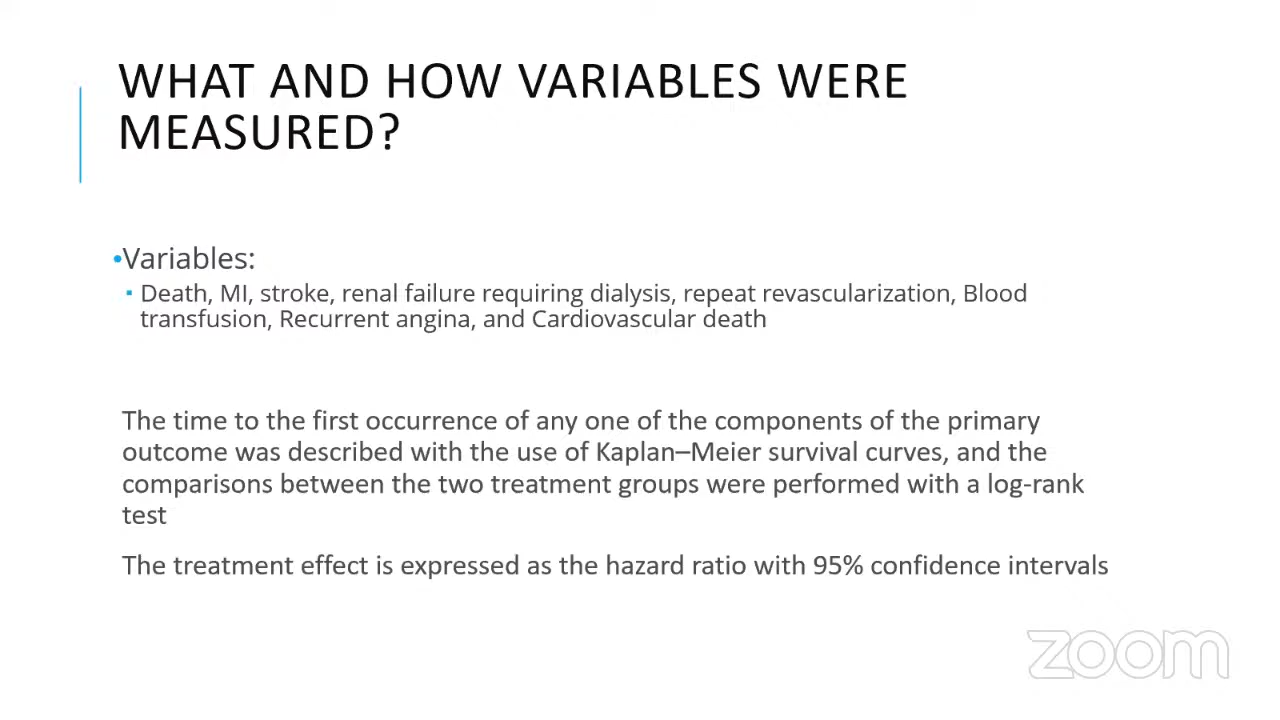 WHAT AND HOW VARIABLES WERE
MEASURED?
•Variables:
▪ Death, MI, stroke, renal failure requiring dialysis, repeat revascularization, Blood
transfusion, Recurrent angina, and Cardiovascular death
The time to the first occurrence of any one of the components of the primary
outcome was described with the use of Kaplan–Meier survival curves, and the
comparisons between the two treatment groups were performed with a log-rank
test
The treatment effect is expressed as the hazard ratio with 95% confidence intervals
zoom